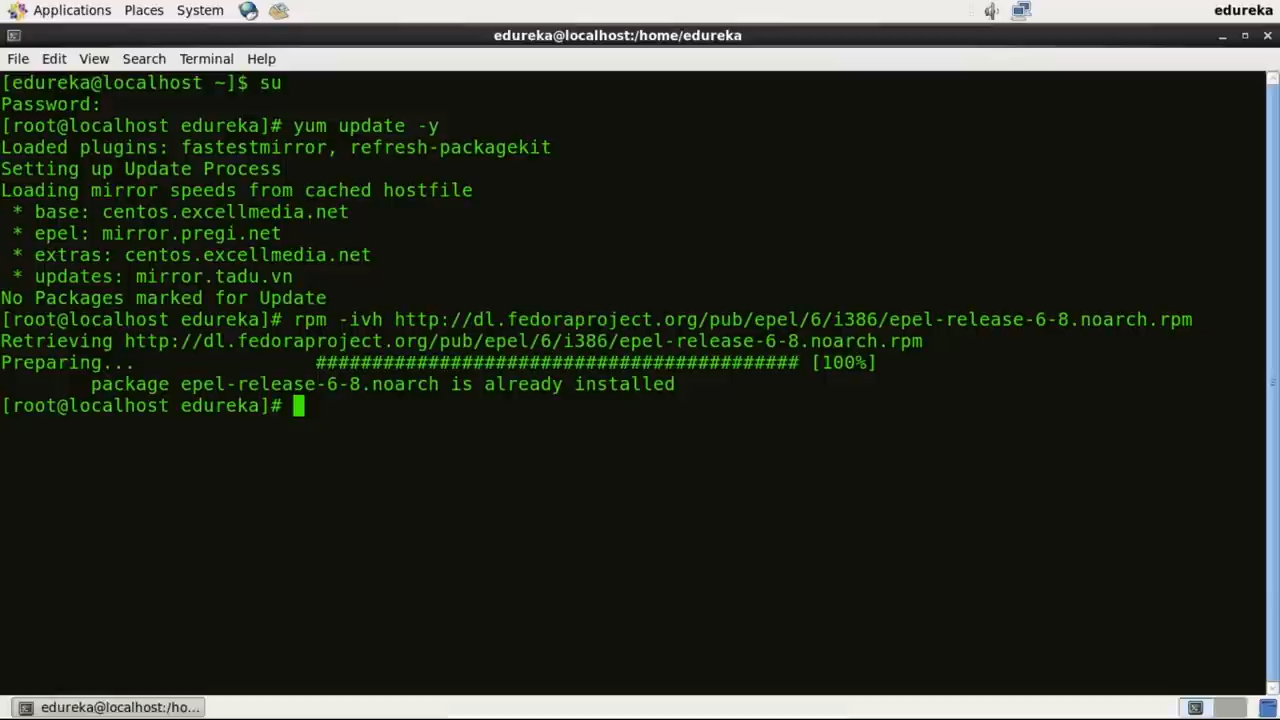 Applications Places System edureka
edureka@localhost:/home/edureka
File Edit View Search Terminal Help
[edureka@localhost ~]$ su
Password:
[root@localhost edureka]# yum update -y
Loaded plugins: fastestmirror, refresh-packagekit
Setting up Update Process
Loading mirror speeds from cached hostfile
 * base: centos.excellmedia.net
 * epel: mirror.pregi.net
 * extras: centos.excellmedia.net
 * updates: mirror.tadu.vn
No Packages marked for Update
[root@localhost edureka]# rpm -ivh http://dl.fedoraproject.org/pub/epel/6/i386/epel-release-6-8.noarch.rpm
Retrieving http://dl.fedoraproject.org/pub/epel/6/i386/epel-release-6-8.noarch.rpm
Preparing... ########################################### [100%]
        package epel-release-6-8.noarch is already installed
[root@localhost edureka]#
edureka@localhost:/ho...